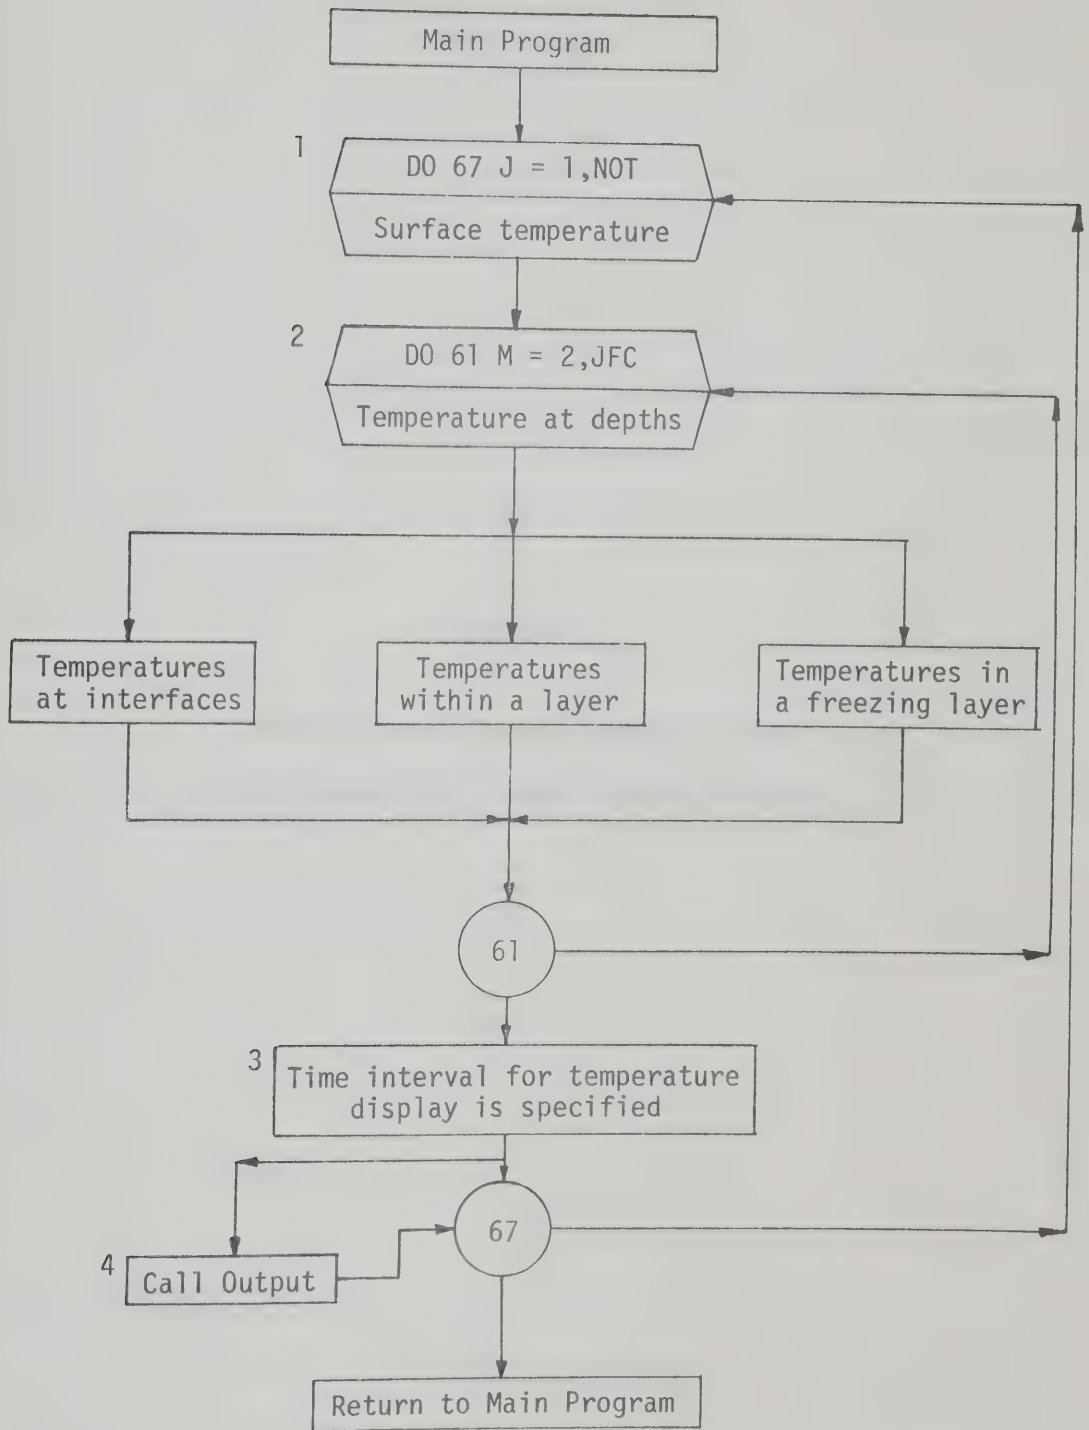 Main Program
1
DO 67 J = 1,NOT
Surface temperature
2
DO 61 M = 2,JFC
Temperature at depths
Temperatures
at interfaces
Temperatures
within a layer
Temperatures in
a freezing layer
61
3
Time interval for temperature
display is specified
67
4
Call Output
Return to Main Program